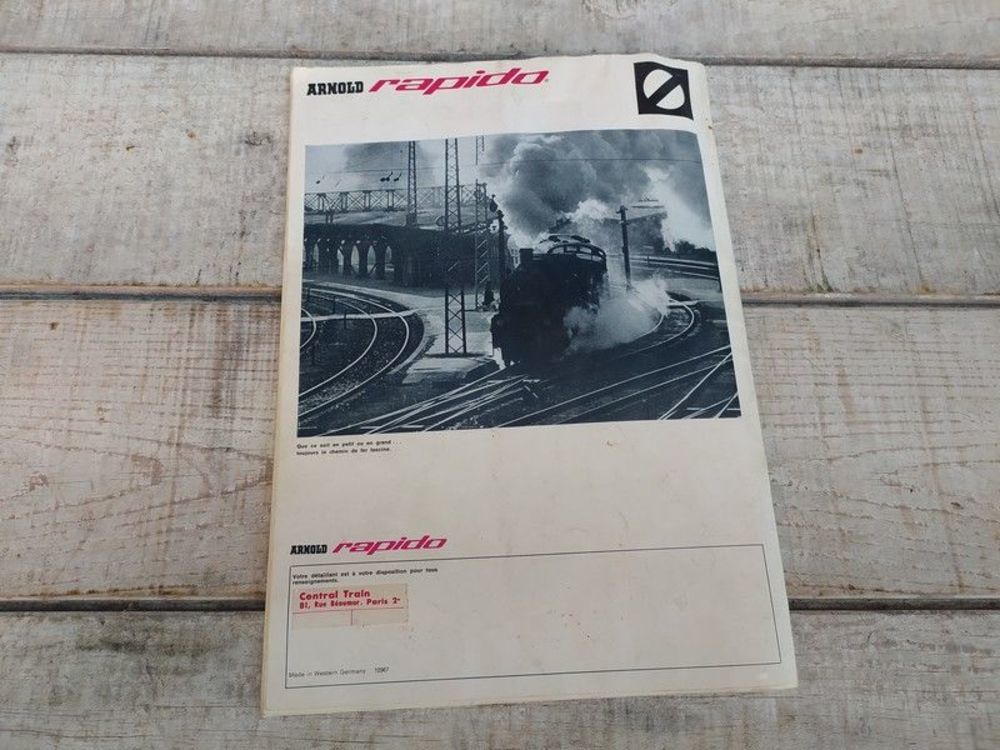 ARNOLD rapido
Que ce soit en petit ou en grand . . .
toujours le chemin de fer fascine.
ARNOLD rapido
Votre détaillant est à votre disposition pour tous
renseignements.
Central Train
81, Rue Réaumur. Paris 2e
Made in Western Germany 10967